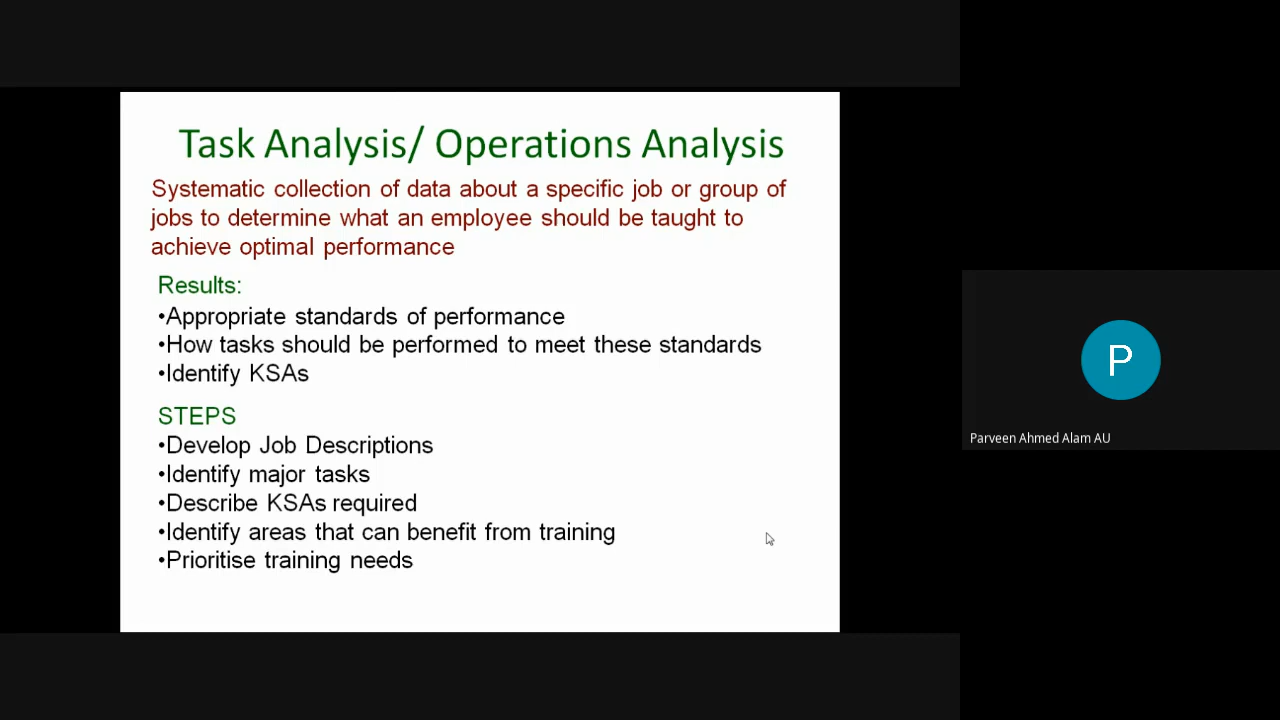 Task Analysis/ Operations Analysis
Systematic collection of data about a specific job or group of
jobs to determine what an employee should be taught to
achieve optimal performance
Results:
•Appropriate standards of performance
•How tasks should be performed to meet these standards
•Identify KSAs
STEPS
•Develop Job Descriptions
•Identify major tasks
•Describe KSAs required
•Identify areas that can benefit from training
•Prioritise training needs
P
Parveen Ahmed Alam AU